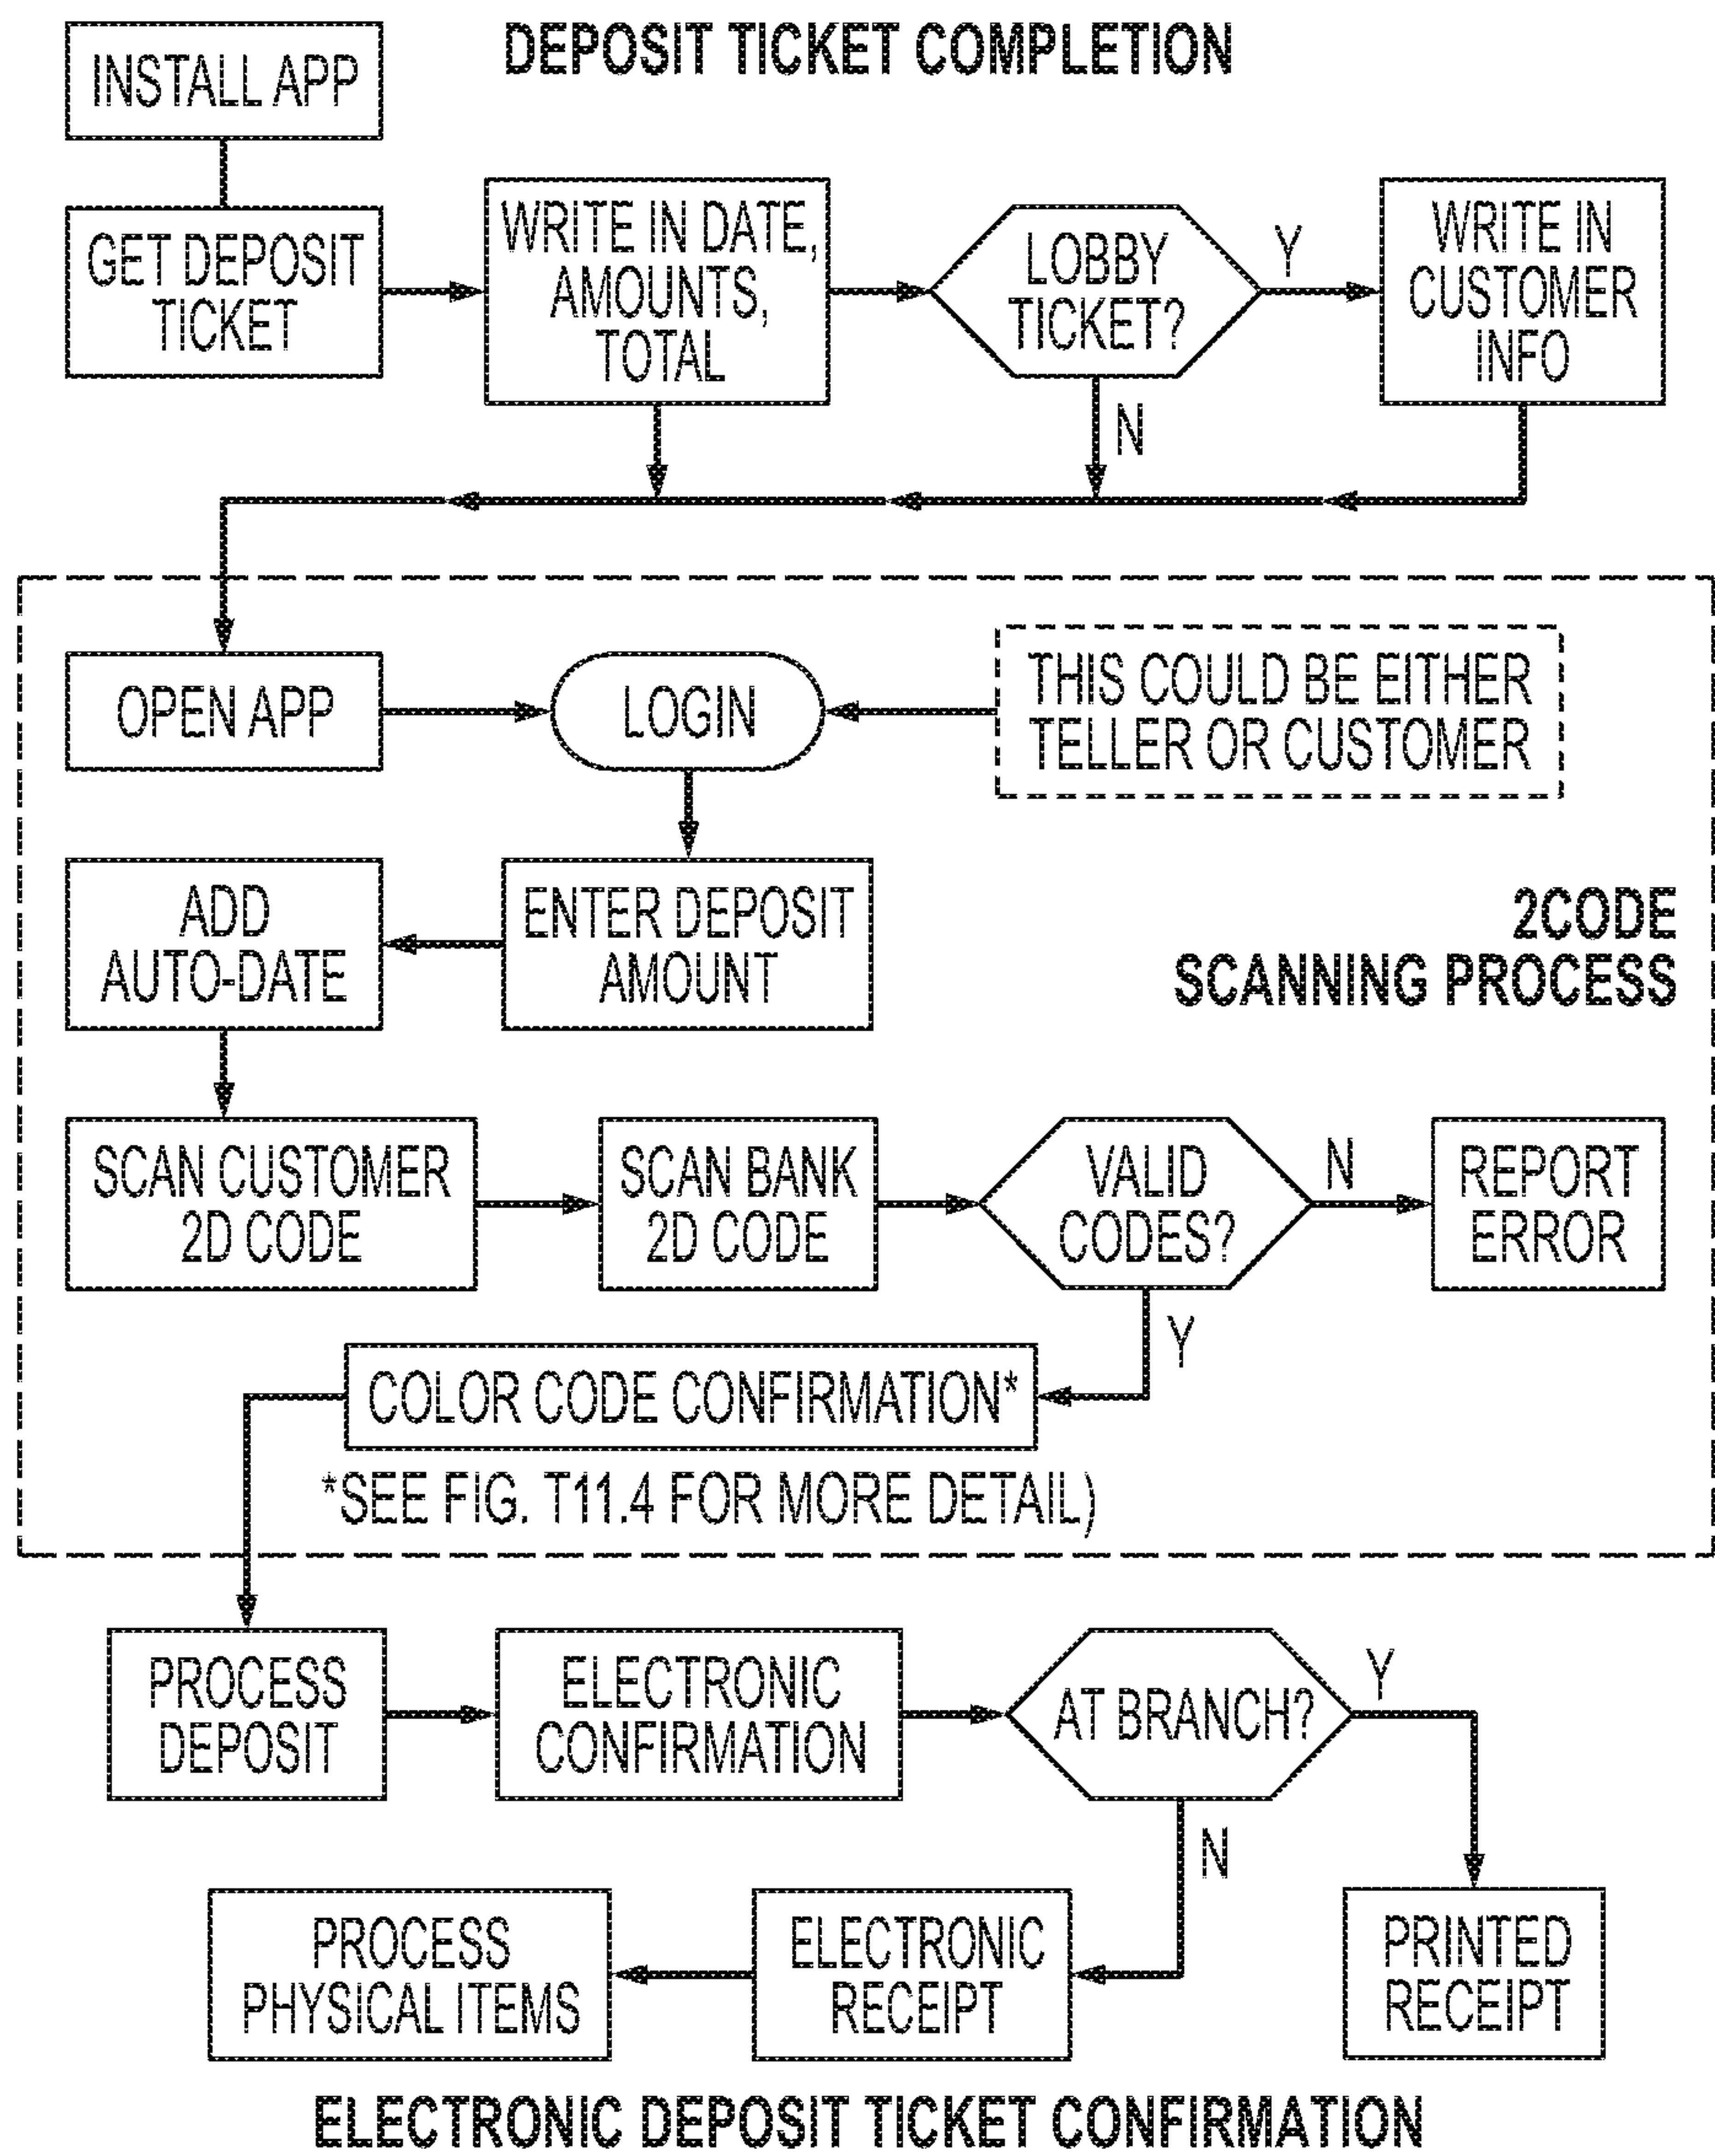 DEPOSIT TICKET COMPLETION
INSTALL APP
GET DEPOSIT
TICKET
WRITE IN DATE,
AMOUNTS,
TOTAL
LOBBY
TICKET?
Y
N
WRITE IN
CUSTOMER
INFO
OPEN APP
LOGIN
THIS COULD BE EITHER
TELLER OR CUSTOMER
ADD
AUTO-DATE
ENTER DEPOSIT
AMOUNT
2CODE
SCANNING PROCESS
SCAN CUSTOMER
2D CODE
SCAN BANK
2D CODE
VALID
CODES?
N
Y
REPORT
ERROR
COLOR CODE CONFIRMATION*
*SEE FIG. T11.4 FOR MORE DETAIL)
PROCESS
DEPOSIT
ELECTRONIC
CONFIRMATION
AT BRANCH?
Y
N
PROCESS
PHYSICAL ITEMS
ELECTRONIC
RECEIPT
PRINTED
RECEIPT
ELECTRONIC DEPOSIT TICKET CONFIRMATION